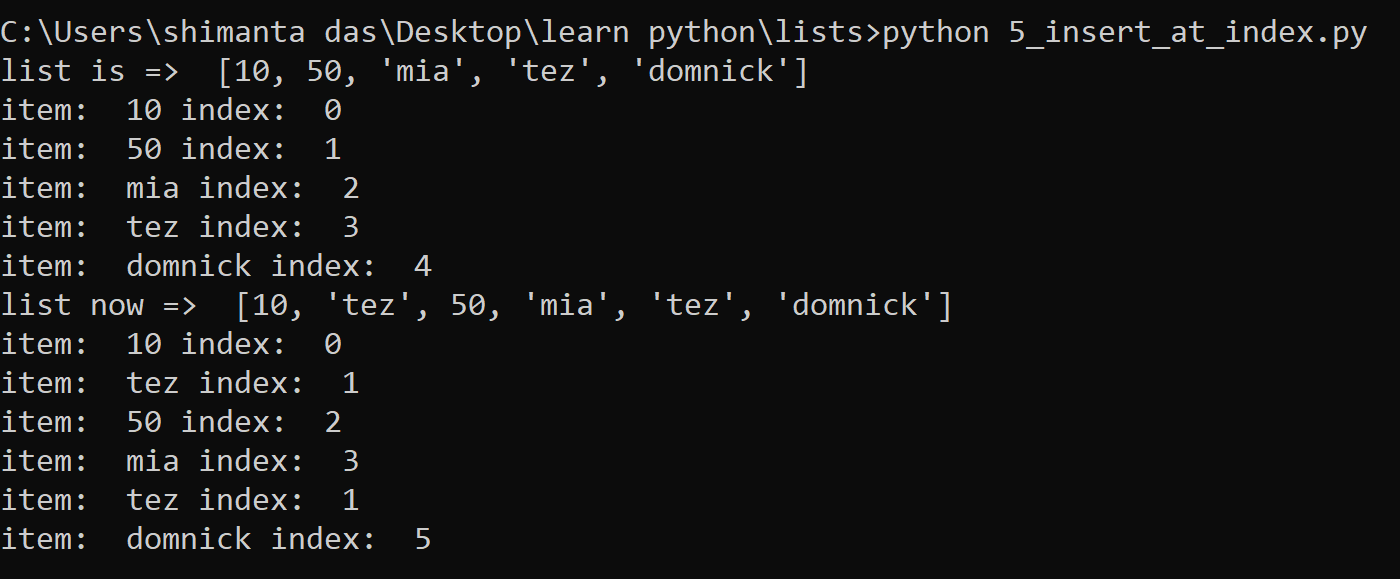 C:\Users\shimanta das\Desktop\learn python\lists>python 5_insert_at_index.py
list is =>  [10, 50, 'mia', 'tez', 'domnick']
item:  10 index:  0
item:  50 index:  1
item:  mia index:  2
item:  tez index:  3
item:  domnick index:  4
list now =>  [10, 'tez', 50, 'mia', 'tez', 'domnick']
item:  10 index:  0
item:  tez index:  1
item:  50 index:  2
item:  mia index:  3
item:  tez index:  1
item:  domnick index:  5